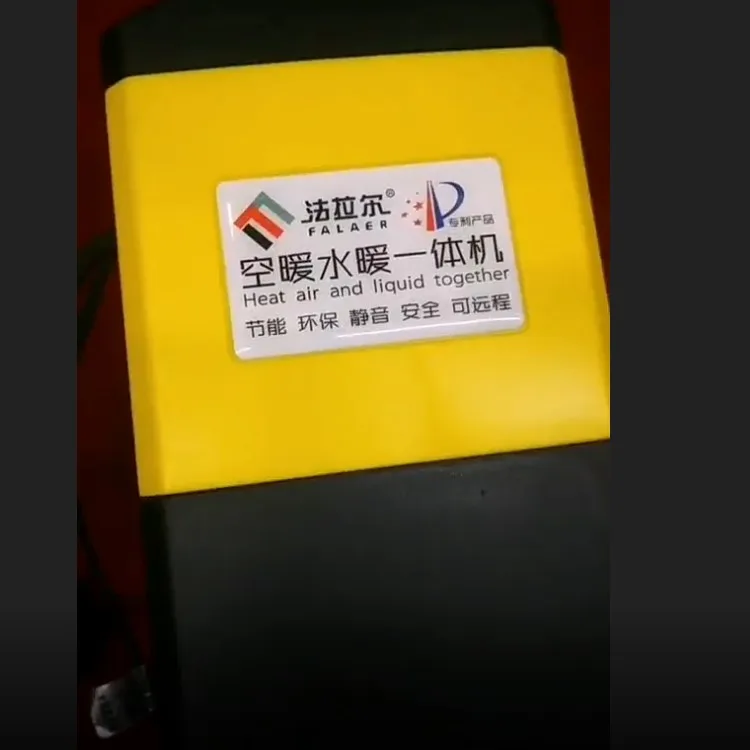 法拉尔®
FALAER
专利产品
空暖水暖一体机
Heat air and liquid together
节能 环保 静音 安全 可远程